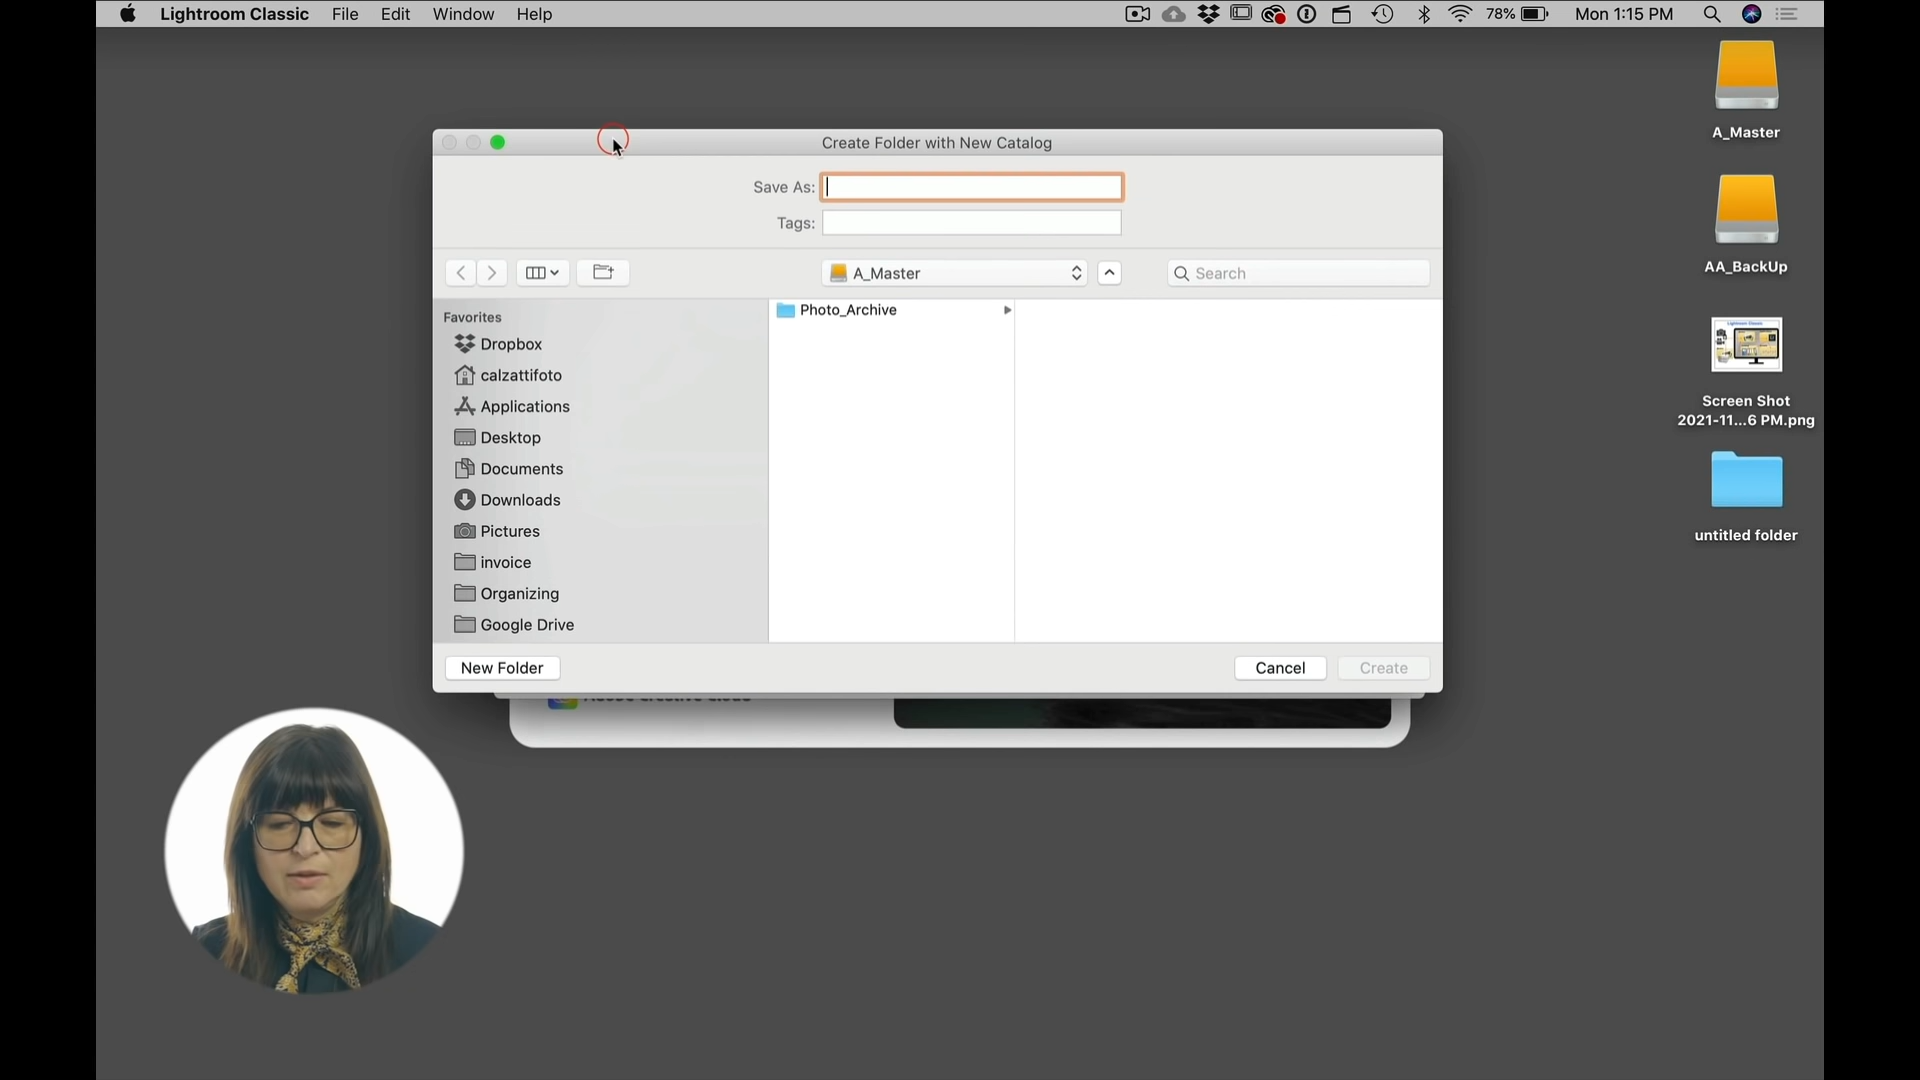 Lightroom Classic File Edit Window Help 78% Mon 1:15 PM
A_Master
AA_BackUp
Screen Shot
2021-11...6 PM.png
untitled folder
Create Folder with New Catalog
Save As:
Tags:
A_Master
Search
Favorites
Dropbox
calzattifoto
Applications
Desktop
Documents
Downloads
Pictures
invoice
Organizing
Google Drive
Photo_Archive
New Folder
Cancel
Create